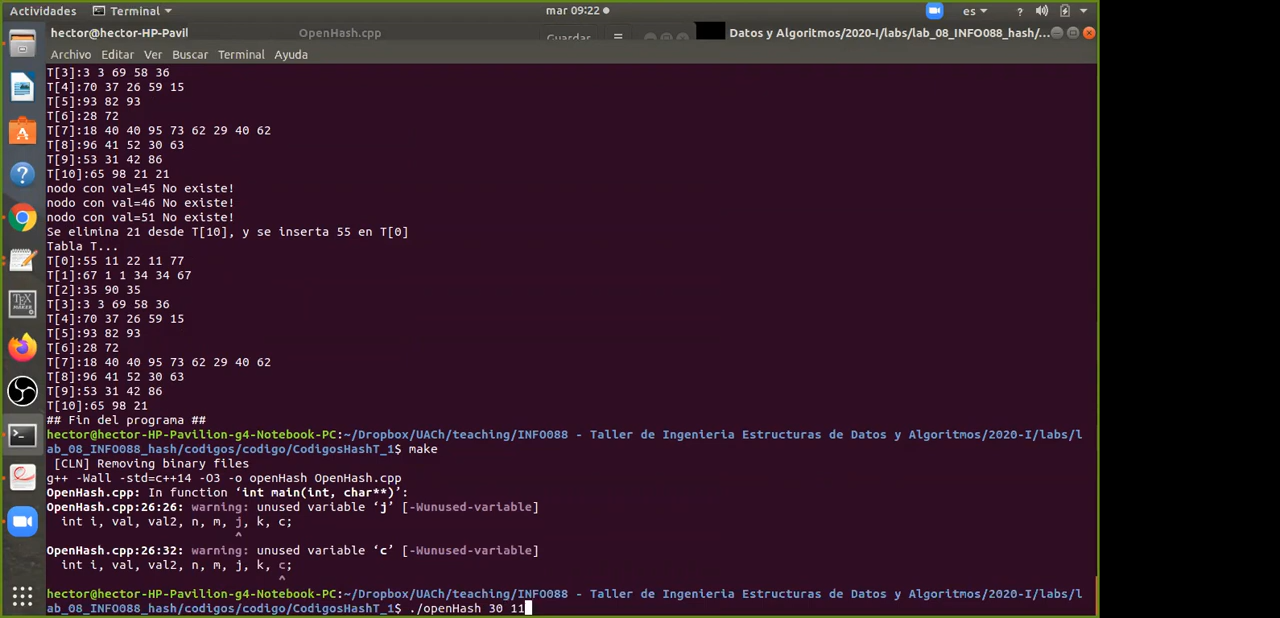 Actividades Terminal mar 09:22 es
hector@hector-HP-Pavil OpenHash.cpp Guardar Datos y Algoritmos/2020-I/labs/lab_08_INFO088_hash/...
Archivo Editar Ver Buscar Terminal Ayuda
T[3]:3 3 69 58 36
T[4]:70 37 26 59 15
T[5]:93 82 93
T[6]:28 72
T[7]:18 40 40 95 73 62 29 40 62
T[8]:96 41 52 30 63
T[9]:53 31 42 86
T[10]:65 98 21 21
nodo con val=45 No existe!
nodo con val=46 No existe!
nodo con val=51 No existe!
Se elimina 21 desde T[10], y se inserta 55 en T[0]
Tabla T...
T[0]:55 11 22 11 77
T[1]:67 1 1 34 34 67
T[2]:35 90 35
T[3]:3 3 69 58 36
T[4]:70 37 26 59 15
T[5]:93 82 93
T[6]:28 72
T[7]:18 40 40 95 73 62 29 40 62
T[8]:96 41 52 30 63
T[9]:53 31 42 86
T[10]:65 98 21
## Fin del programa ##
hector@hector-HP-Pavilion-g4-Notebook-PC:~/Dropbox/UACh/teaching/INFO088 - Taller de Ingenieria Estructuras de Datos y Algoritmos/2020-I/labs/l
ab_08_INFO088_hash/codigos/codigo/CodigosHashT_1$ make
[CLN] Removing binary files
g++ -Wall -std=c++14 -O3 -o openHash OpenHash.cpp
OpenHash.cpp: In function ‘int main(int, char**)’:
OpenHash.cpp:26:26: warning: unused variable ‘j’ [-Wunused-variable]
int i, val, val2, n, m, j, k, c;
^
OpenHash.cpp:26:32: warning: unused variable ‘c’ [-Wunused-variable]
int i, val, val2, n, m, j, k, c;
^
hector@hector-HP-Pavilion-g4-Notebook-PC:~/Dropbox/UACh/teaching/INFO088 - Taller de Ingenieria Estructuras de Datos y Algoritmos/2020-I/labs/l
ab_08_INFO088_hash/codigos/codigo/CodigosHashT_1$ ./openHash 30 11